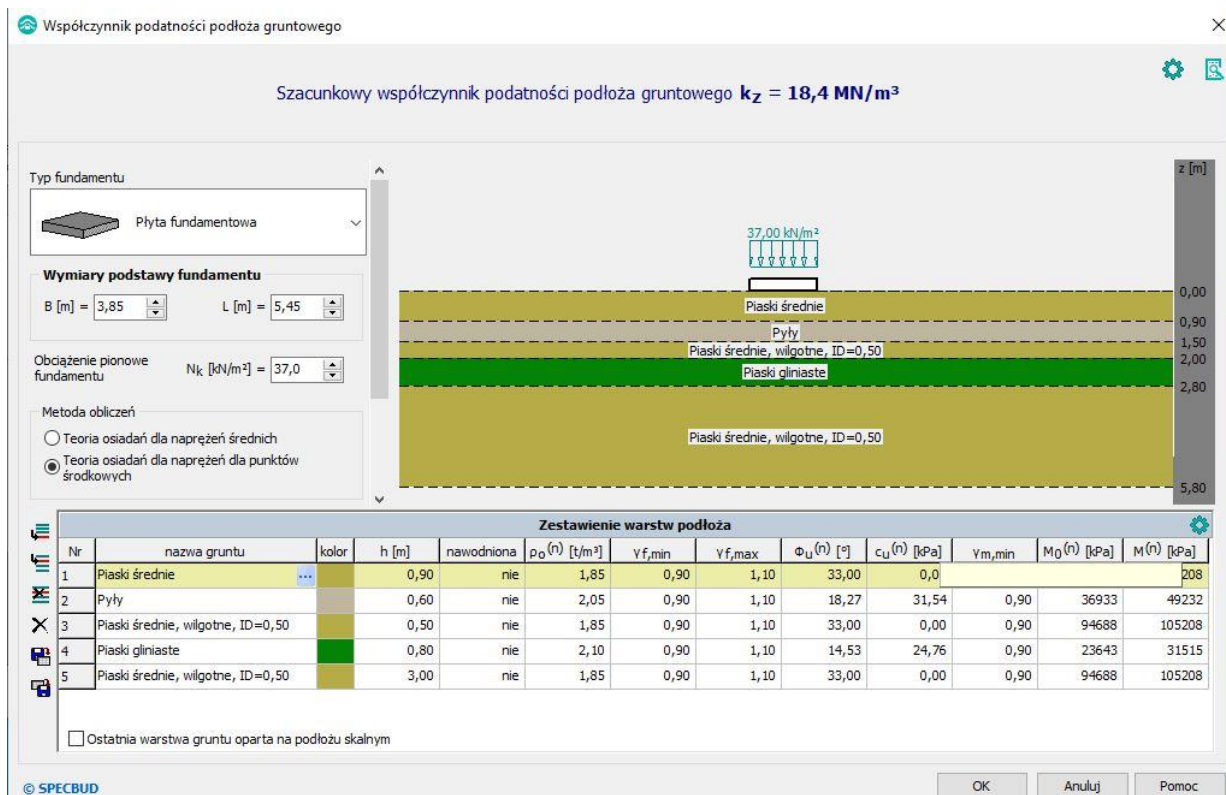 Współczynnik podatności podłoża gruntowego
Szacunkowy współczynnik podatności podłoża gruntowego kz = 18,4 MN/m³
Typ fundamentu
Płyta fundamentowa
Wymiary podstawy fundamentu
B [m] = 3,85 L [m] = 5,45
Obciążenie pionowe
fundamentu
Nk [kN/m²] = 37,0
Metoda obliczeń
Teoria osiadań dla naprężeń średnich
Teoria osiadań dla naprężeń dla punktów
środkowych
z [m]
37,00 kN/m²
0,00
Piaski średnie
0,90
Pyły
1,50
Piaski średnie, wilgotne, ID=0,50
2,00
Piaski gliniaste
2,80
Piaski średnie, wilgotne, ID=0,50
5,80
Zestawienie warstw podłoża
Nr nazwa gruntu kolor h [m] nawodniona ρo(n) [t/m³] γf,min γf,max Φu(n) [°] cu(n) [kPa] γm,min M0(n) [kPa] M(n) [kPa]
1 Piaski średnie ... 0,90 nie 1,85 0,90 1,10 33,00 0,0 208
2 Pyły 0,60 nie 2,05 0,90 1,10 18,27 31,54 0,90 36933 49232
3 Piaski średnie, wilgotne, ID=0,50 0,50 nie 1,85 0,90 1,10 33,00 0,00 0,90 94688 105208
4 Piaski gliniaste 0,80 nie 2,10 0,90 1,10 14,53 24,76 0,90 23643 31515
5 Piaski średnie, wilgotne, ID=0,50 3,00 nie 1,85 0,90 1,10 33,00 0,00 0,90 94688 105208
Ostatnia warstwa gruntu oparta na podłożu skalnym
© SPECBUD
OK Anuluj Pomoc